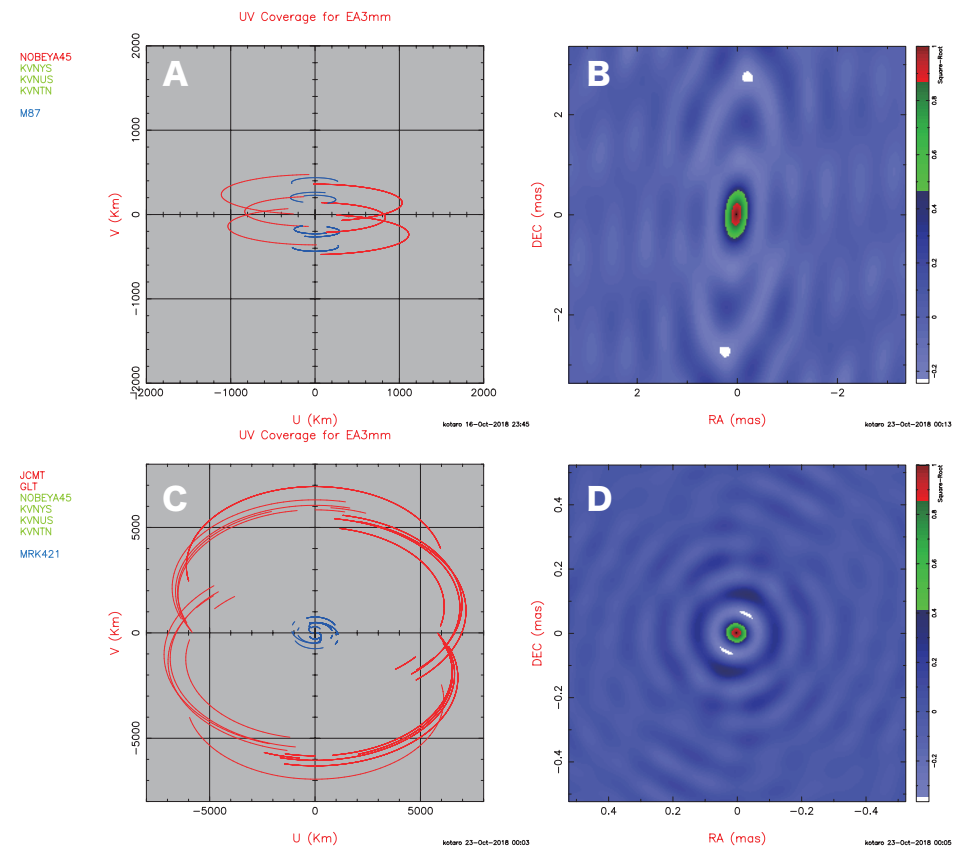 UV Coverage for EA3mm
NOBEYA45
KVNYS
KVNUS
KVNTN
M87
A
V (Km)
2000
1000
0
−1000
−2000
−2000
−1000
0
1000
2000
U (Km)
kotaro 16-Oct-2018 23:45
B
DEC (mas)
2
0
−2
2
0
−2
RA (mas)
kotaro 23-Oct-2018 00:13
Square-Root
1
0.8
0.6
0.4
0.2
0
−0.2
UV Coverage for EA3mm
JCMT
GLT
NOBEYA45
KVNYS
KVNUS
KVNTN
MRK421
C
V (Km)
5000
0
−5000
−5000
0
5000
U (Km)
kotaro 23-Oct-2018 00:03
D
DEC (mas)
0.4
0.2
0
−0.2
−0.4
0.4
0.2
0
−0.2
−0.4
RA (mas)
kotaro 23-Oct-2018 00:05
Square-Root
1
0.8
0.6
0.4
0.2
0
−0.2